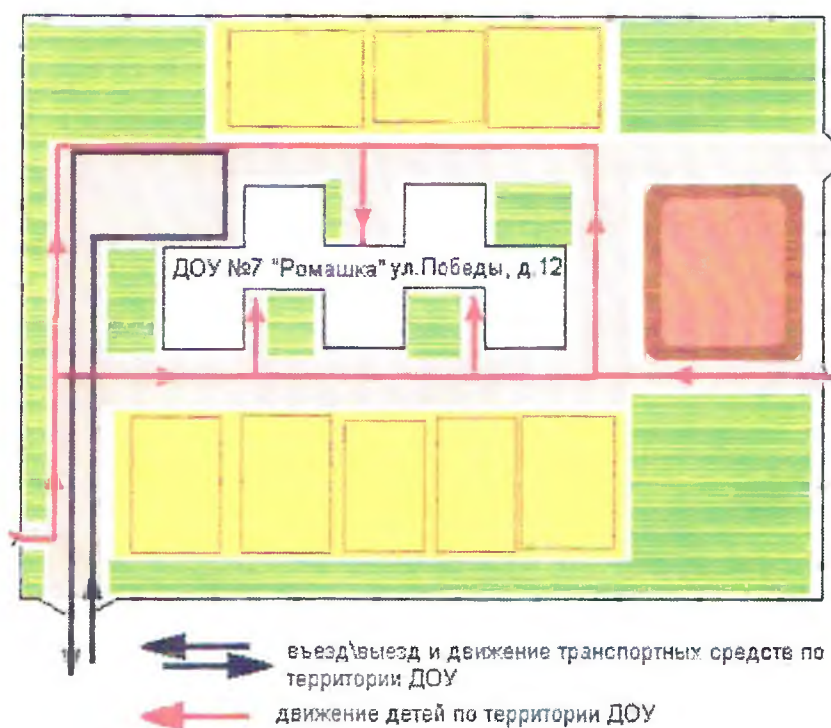 ДОУ №7 "Ромашка" ул.Победы, д.12
въезд\выезд и движение транспортных средств по
территории ДОУ
движение детей по территории ДОУ